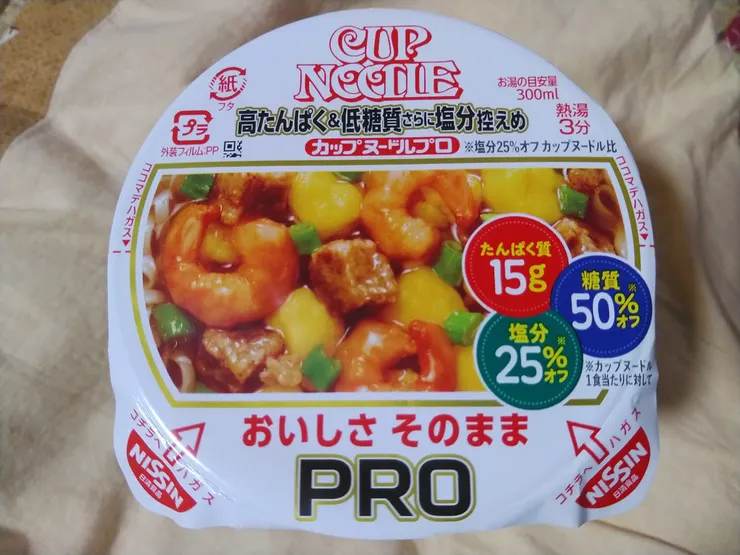 CUP
NOODLE
紙
フタ
お湯の目安量
300ml
熱湯
3分
プラ
外装フィルム:PP
高たんぱく&低糖質さらに塩分控えめ
カップヌードルプロ
※塩分25%オフ カップヌードル比
ココマデハガス
ココマデハガス
たんぱく質
15g
糖質※
50%オフ
塩分※
25%オフ
※カップヌードル
1食当たりに対して
おいしさ そのまま
PRO
コチラヘハガス
NISSIN
日清食品
コチラヘハガス
NISSIN
日清食品